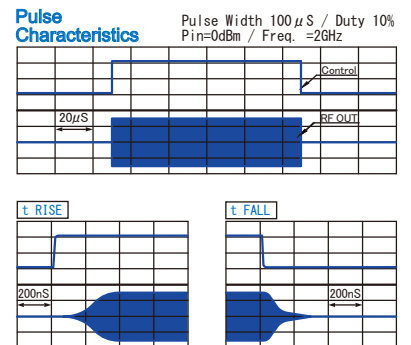 Pulse
Characteristics
Pulse Width 100μS / Duty 10%
Pin=0dBm / Freq. =2GHz
Control
20μS
RF OUT
t RISE
t FALL
200nS
200nS